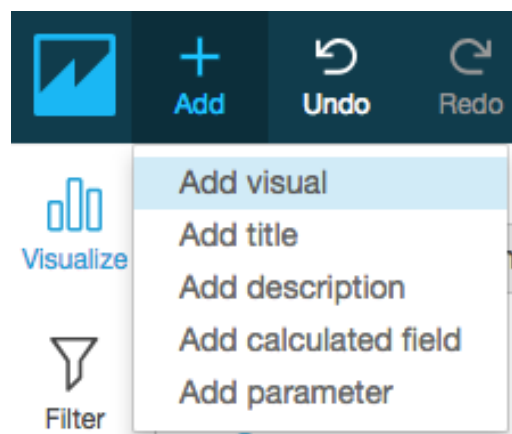 Add Undo Redo
Add visual
Visualize
Add title
Add description
Add calculated field
Add parameter
Filter